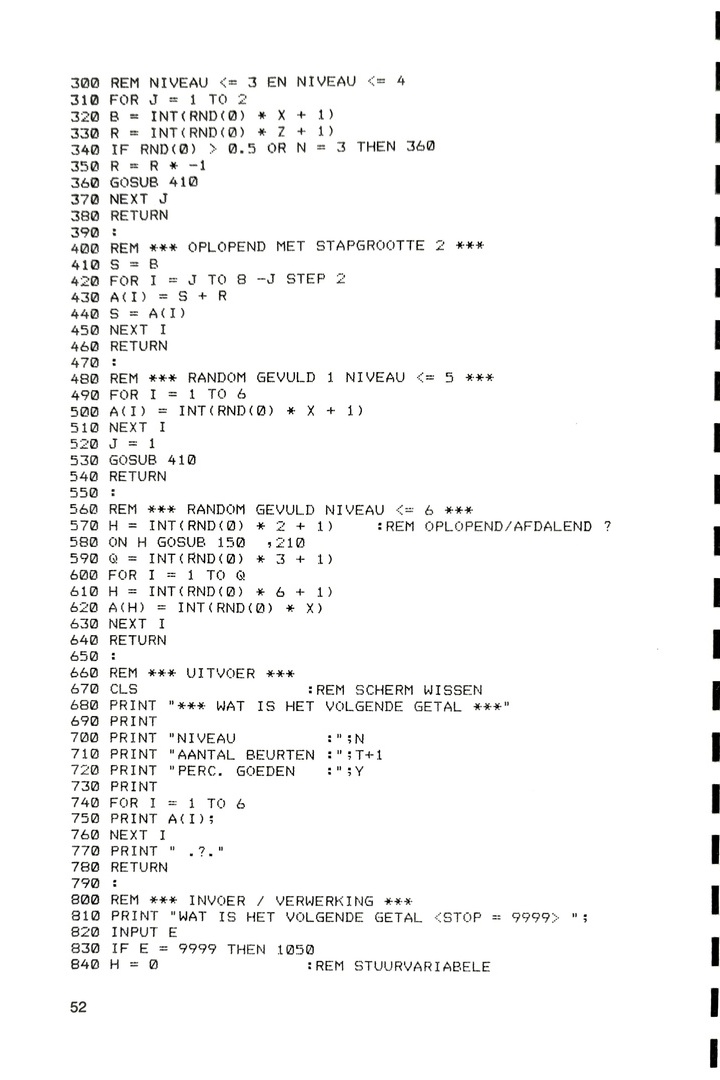 300 REM NIVEAU <= 3 EN NIVEAU <= 4
310 FOR J = 1 TO 2
320 B = INT(RND(0) * X + 1)
330 R = INT(RND(0) * Z + 1)
340 IF RND(0) > 0.5 OR N = 3 THEN 360
350 R = R * -1
360 GOSUB 410
370 NEXT J
380 RETURN
390 :
400 REM *** OPLOPEND MET STAPGROOTTE 2 ***
410 S = B
420 FOR I = J TO 8 -J STEP 2
430 A(I) = S + R
440 S = A(I)
450 NEXT I
460 RETURN
470 :
480 REM *** RANDOM GEVULD 1 NIVEAU <= 5 ***
490 FOR I = 1 TO 6
500 A(I) = INT(RND(0) * X + 1)
510 NEXT I
520 J = 1
530 GOSUB 410
540 RETURN
550 :
560 REM *** RANDOM GEVULD NIVEAU <= 6 ***
570 H = INT(RND(0) * 2 + 1)    :REM OPLOPEND/AFDALEND ?
580 ON H GOSUB 150  ,210
590 Q = INT(RND(0) * 3 + 1)
600 FOR I = 1 TO Q
610 H = INT(RND(0) * 6 + 1)
620 A(H) = INT(RND(0) * X)
630 NEXT I
640 RETURN
650 :
660 REM *** UITVOER ***
670 CLS                 :REM SCHERM WISSEN
680 PRINT "*** WAT IS HET VOLGENDE GETAL ***"
690 PRINT
700 PRINT "NIVEAU         :";N
710 PRINT "AANTAL BEURTEN :";T+1
720 PRINT "PERC. GOEDEN   :";Y
730 PRINT
740 FOR I = 1 TO 6
750 PRINT A(I);
760 NEXT I
770 PRINT " .?."
780 RETURN
790 :
800 REM *** INVOER / VERWERKING ***
810 PRINT "WAT IS HET VOLGENDE GETAL <STOP = 9999> ";
820 INPUT E
830 IF E = 9999 THEN 1050
840 H = 0               :REM STUURVARIABELE
52